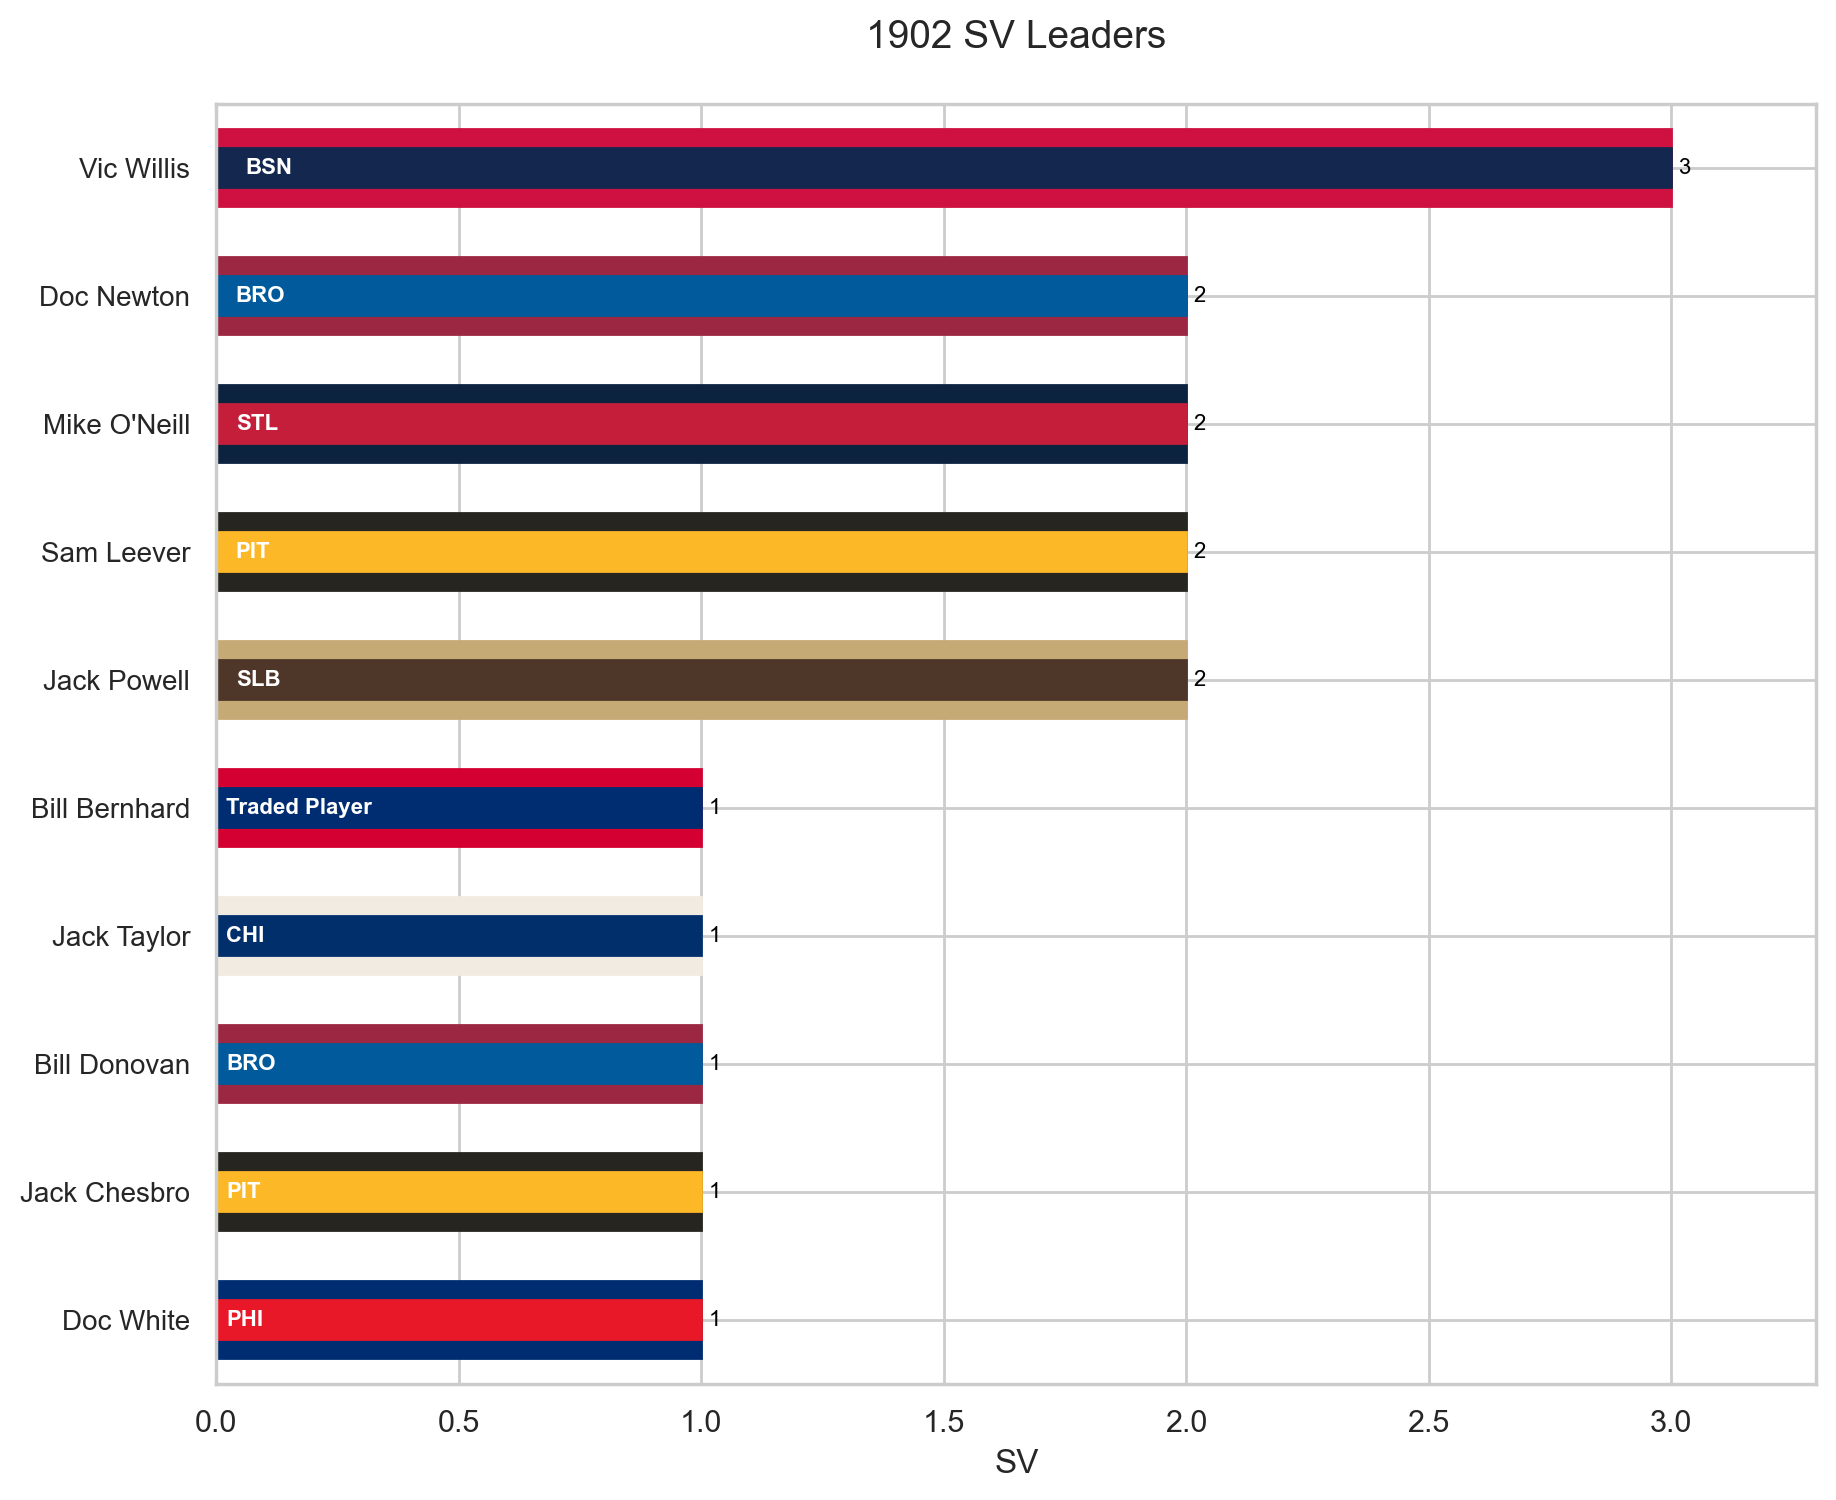 1902 SV Leaders
Vic Willis BSN 3
Doc Newton BRO 2
Mike O'Neill STL 2
Sam Leever PIT 2
Jack Powell SLB 2
Bill Bernhard Traded Player 1
Jack Taylor CHI 1
Bill Donovan BRO 1
Jack Chesbro PIT 1
Doc White PHI 1
0.0 0.5 1.0 1.5 2.0 2.5 3.0
SV